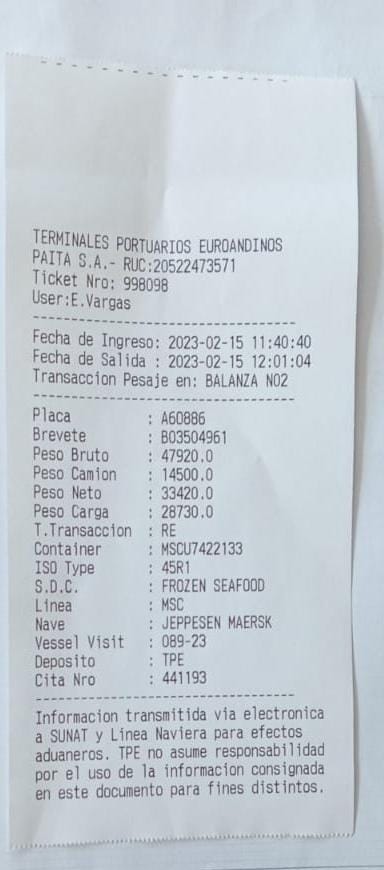 TERMINALES PORTUARIOS EUROANDINOS
PAITA S.A.- RUC:20522473571
Ticket Nro: 998098
User:E.Vargas
Fecha de Ingreso: 2023-02-15 11:40:40
Fecha de Salida : 2023-02-15 12:01:04
Transaccion Pesaje en: BALANZA NO2
Placa : A60886
Brevete : B03504961
Peso Bruto : 47920.0
Peso Camion : 14500.0
Peso Neto : 33420.0
Peso Carga : 28730.0
T.Transaccion : RE
Container : MSCU7422133
ISO Type : 45R1
S.D.C. : FROZEN SEAFOOD
Linea : MSC
Nave : JEPPESEN MAERSK
Vessel Visit : 089-23
Deposito : TPE
Cita Nro : 441193
Informacion transmitida via electronica
a SUNAT y Linea Naviera para efectos
aduaneros. TPE no asume responsabilidad
por el uso de la informacion consignada
en este documento para fines distintos.